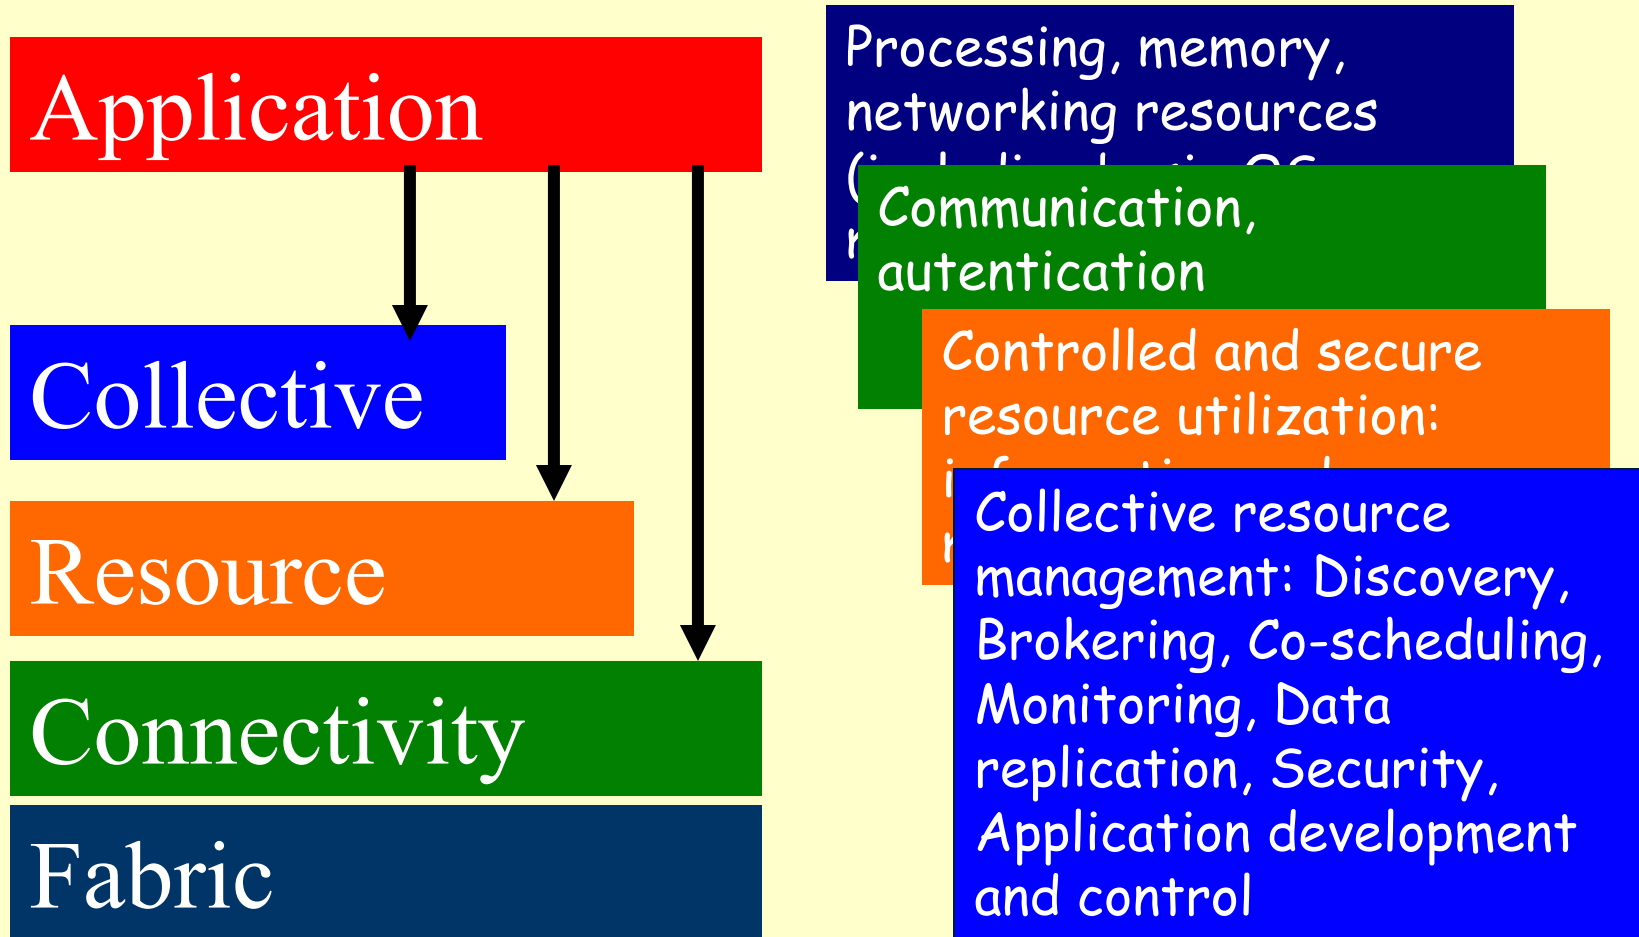 Application
Collective
Resource
Connectivity
Fabric
Processing, memory,
networking resources
Communication,
autentication
Controlled and secure
resource utilization:
Collective resource
management: Discovery,
Brokering, Co-scheduling,
Monitoring, Data
replication, Security,
Application development
and control